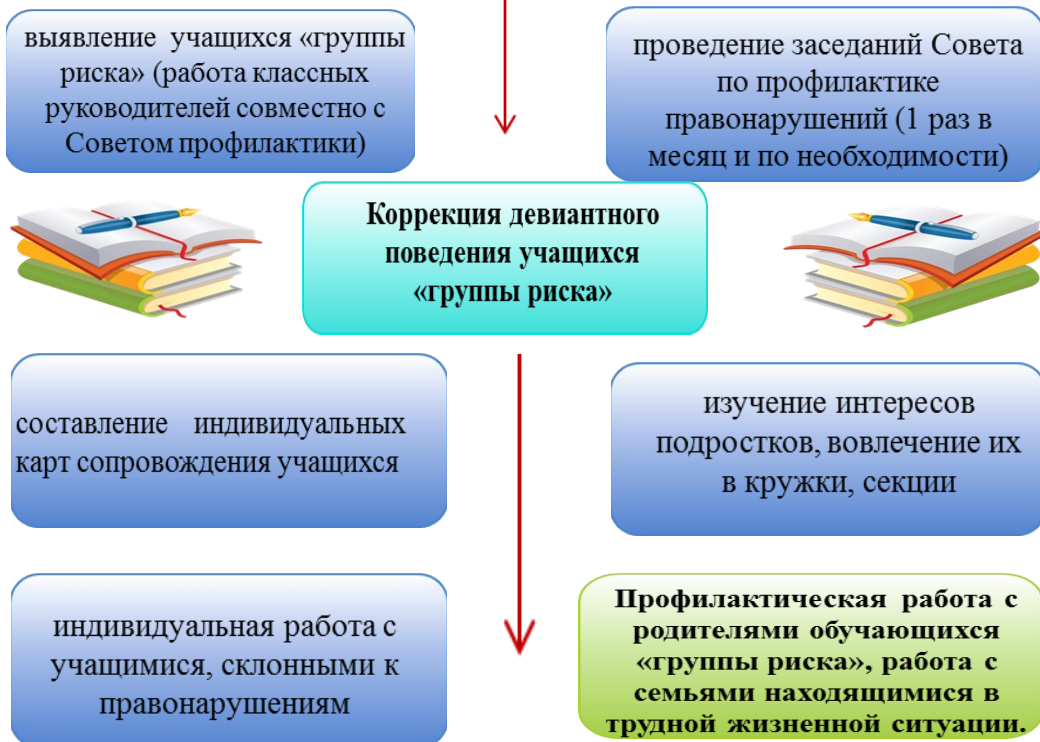 выявление учащихся «группы
риска» (работа классных
руководителей совместно с
Советом профилактики)
проведение заседаний Совета
по профилактике
правонарушений (1 раз в
месяц и по необходимости)
Коррекция девиантного
поведения учащихся
«группы риска»
составление индивидуальных
карт сопровождения учащихся
изучение интересов
подростков, вовлечение их
в кружки, секции
индивидуальная работа с
учащимися, склонными к
правонарушениям
Профилактическая работа с
родителями обучающихся
«группы риска», работа с
семьями находящимися в
трудной жизненной ситуации.